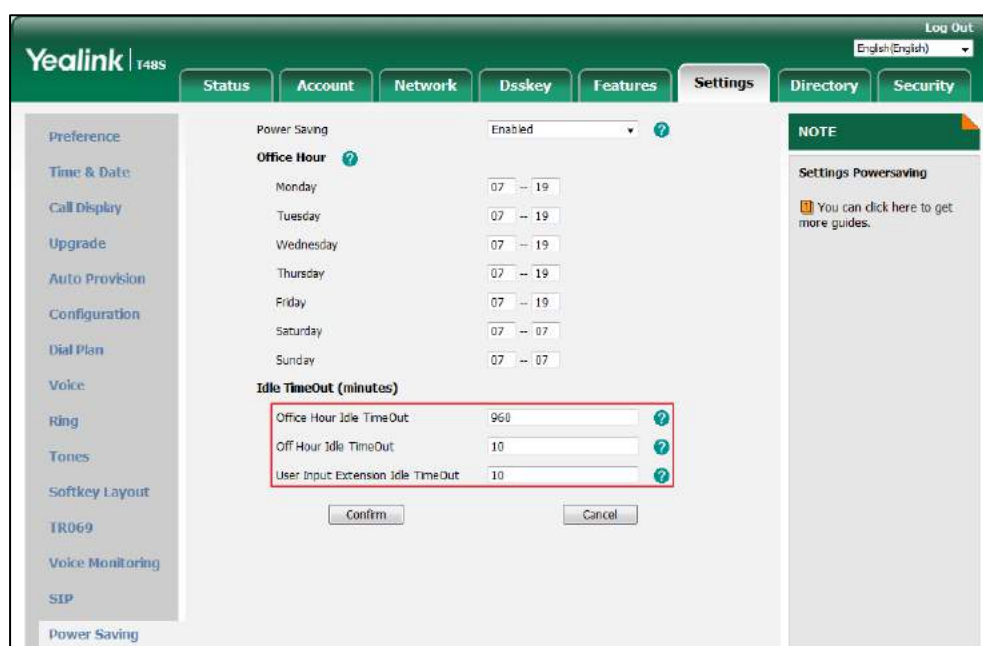 Log Out
Yealink | T48S
English(English)
Status Account Network Dsskey Features Settings Directory Security
Preference
Time & Date
Call Display
Upgrade
Auto Provision
Configuration
Dial Plan
Voice
Ring
Tones
Softkey Layout
TR069
Voice Monitoring
SIP
Power Saving
Power Saving Enabled ?
Office Hour ?
Monday 07 -- 19
Tuesday 07 -- 19
Wednesday 07 -- 19
Thursday 07 -- 19
Friday 07 -- 19
Saturday 07 -- 07
Sunday 07 -- 07
Idle TimeOut (minutes)
Office Hour Idle TimeOut 960 ?
Off Hour Idle TimeOut 10 ?
User Input Extension Idle TimeOut 10 ?
Confirm Cancel
NOTE
Settings Powersaving
You can click here to get
more guides.